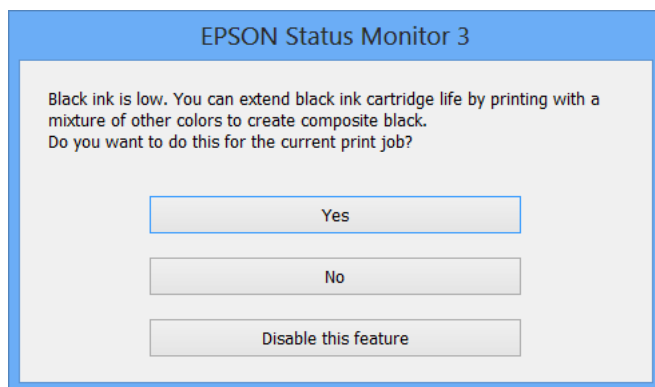 EPSON Status Monitor 3
Black ink is low. You can extend black ink cartridge life by printing with a
mixture of other colors to create composite black.
Do you want to do this for the current print job?
Yes
No
Disable this feature